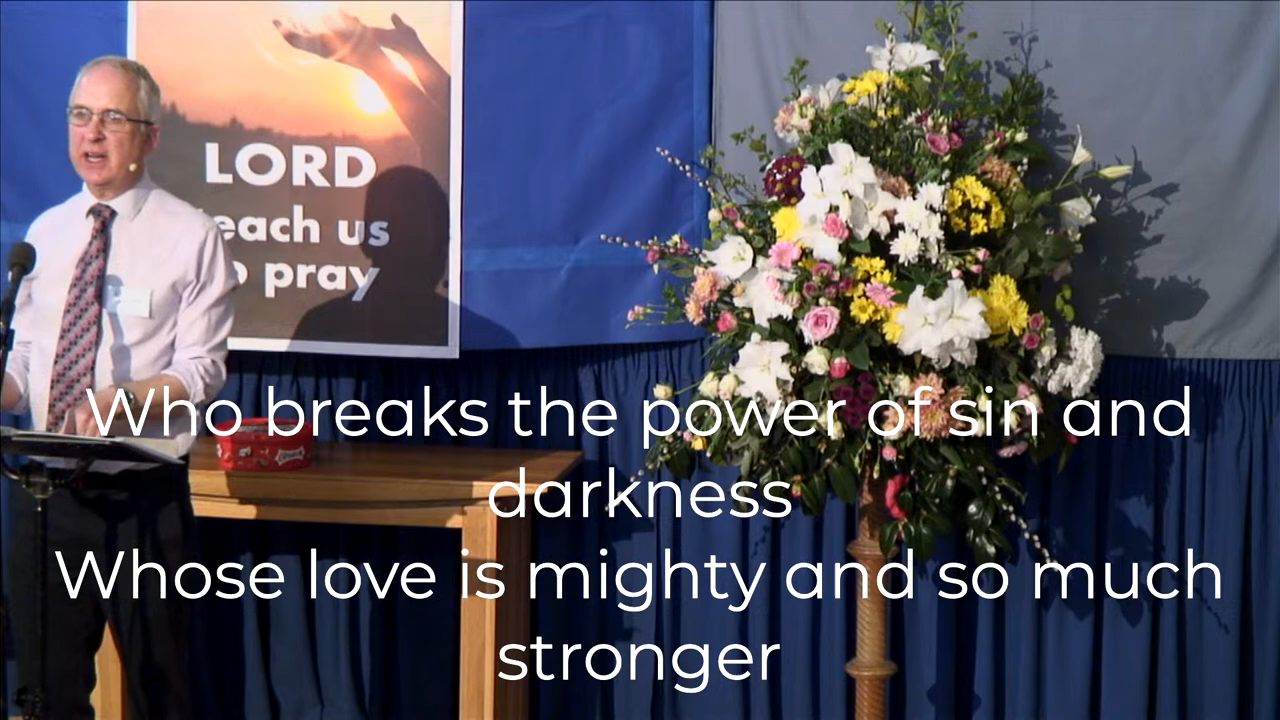 LORD
each us
pray
Who breaks the power of sin and
darkness
Whose love is mighty and so much
stronger